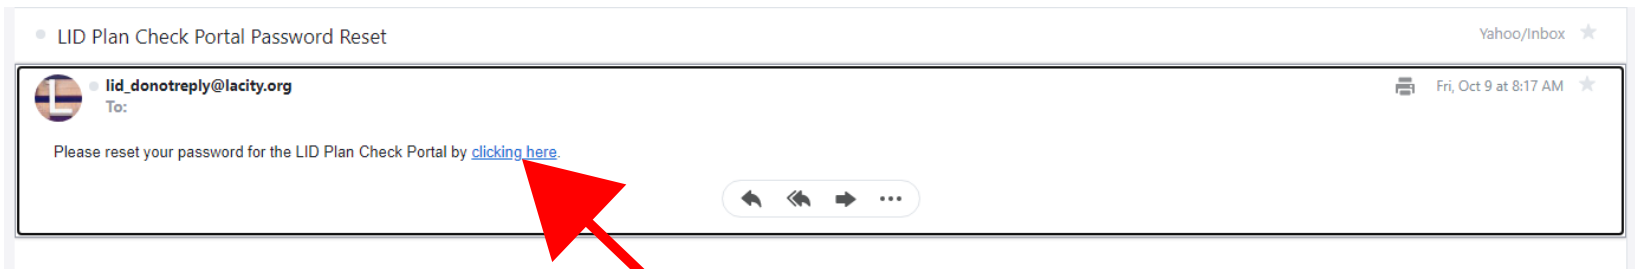 LID Plan Check Portal Password Reset
Yahoo/Inbox
L
lid_donotreply@lacity.org
Fri, Oct 9 at 8:17 AM
To:
Please reset your password for the LID Plan Check Portal by clicking here.